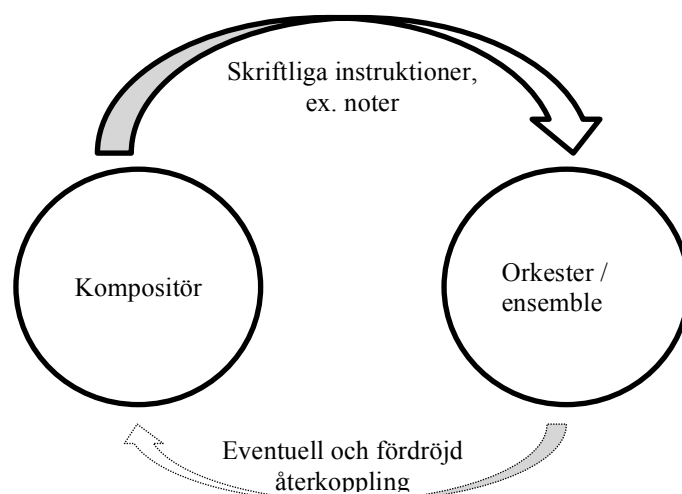 Skriftliga instruktioner,
ex. noter
Kompositör
Orkester /
ensemble
Eventuell och fördröjd
återkoppling